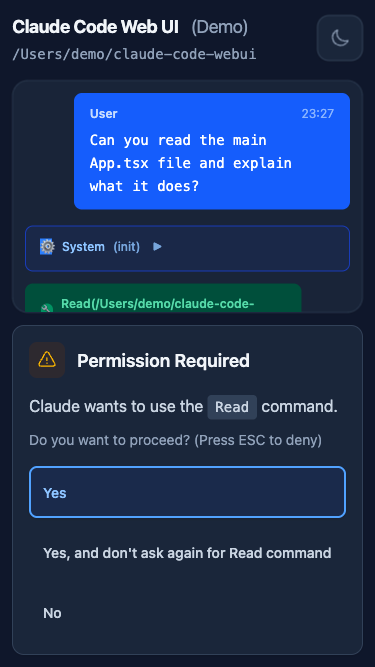 Claude Code Web UI (Demo)
/Users/demo/claude-code-webui
User 23:27
Can you read the main
App.tsx file and explain
what it does?
System (init)
Read(/Users/demo/claude-code-
Permission Required
Claude wants to use the Read command.
Do you want to proceed? (Press ESC to deny)
Yes
Yes, and don't ask again for Read command
No